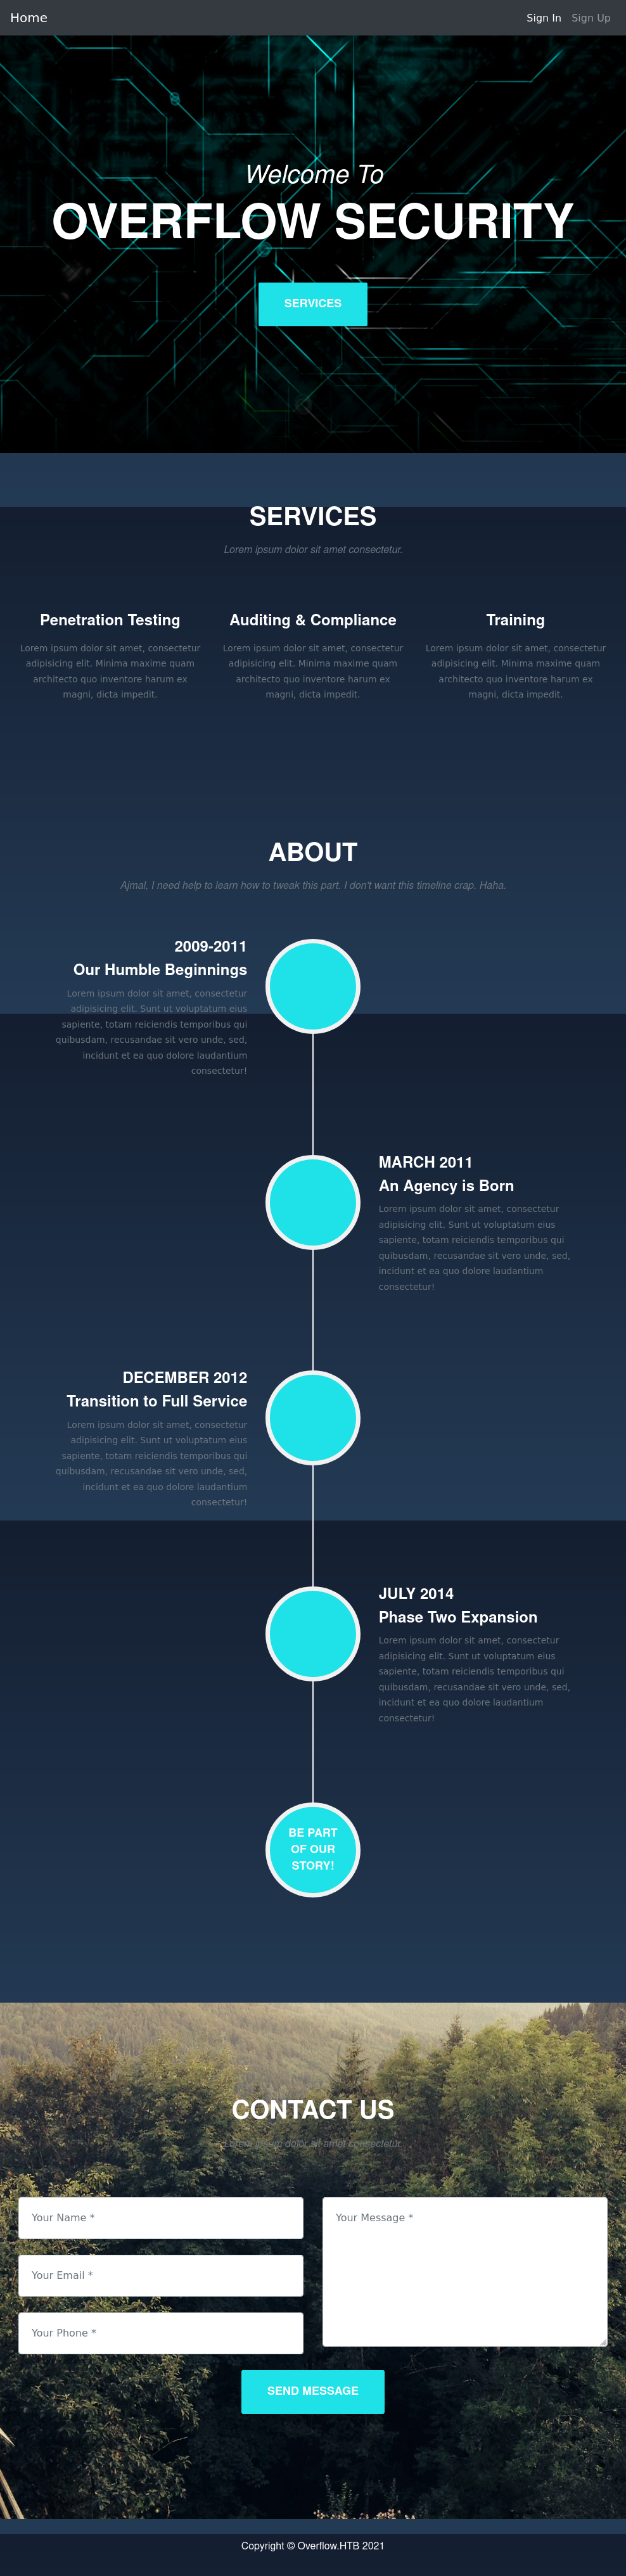 Home
Sign In Sign Up
Welcome To
OVERFLOW SECURITY
SERVICES
SERVICES
Lorem ipsum dolor sit amet consectetur.
Penetration Testing
Lorem ipsum dolor sit amet, consectetur
adipisicing elit. Minima maxime quam
architecto quo inventore harum ex
magni, dicta impedit.
Auditing & Compliance
Lorem ipsum dolor sit amet, consectetur
adipisicing elit. Minima maxime quam
architecto quo inventore harum ex
magni, dicta impedit.
Training
Lorem ipsum dolor sit amet, consectetur
adipisicing elit. Minima maxime quam
architecto quo inventore harum ex
magni, dicta impedit.
ABOUT
Ajmal, I need help to learn how to tweak this part. I don't want this timeline crap. Haha.
2009-2011
Our Humble Beginnings
Lorem ipsum dolor sit amet, consectetur
adipisicing elit. Sunt ut voluptatum eius
sapiente, totam reiciendis temporibus qui
quibusdam, recusandae sit vero unde, sed,
incidunt et ea quo dolore laudantium
consectetur!
MARCH 2011
An Agency is Born
Lorem ipsum dolor sit amet, consectetur
adipisicing elit. Sunt ut voluptatum eius
sapiente, totam reiciendis temporibus qui
quibusdam, recusandae sit vero unde, sed,
incidunt et ea quo dolore laudantium
consectetur!
DECEMBER 2012
Transition to Full Service
Lorem ipsum dolor sit amet, consectetur
adipisicing elit. Sunt ut voluptatum eius
sapiente, totam reiciendis temporibus qui
quibusdam, recusandae sit vero unde, sed,
incidunt et ea quo dolore laudantium
consectetur!
JULY 2014
Phase Two Expansion
Lorem ipsum dolor sit amet, consectetur
adipisicing elit. Sunt ut voluptatum eius
sapiente, totam reiciendis temporibus qui
quibusdam, recusandae sit vero unde, sed,
incidunt et ea quo dolore laudantium
consectetur!
BE PART
OF OUR
STORY!
CONTACT US
Lorem ipsum dolor sit amet consectetur.
Your Name *
Your Email *
Your Phone *
Your Message *
SEND MESSAGE
Copyright © Overflow.HTB 2021